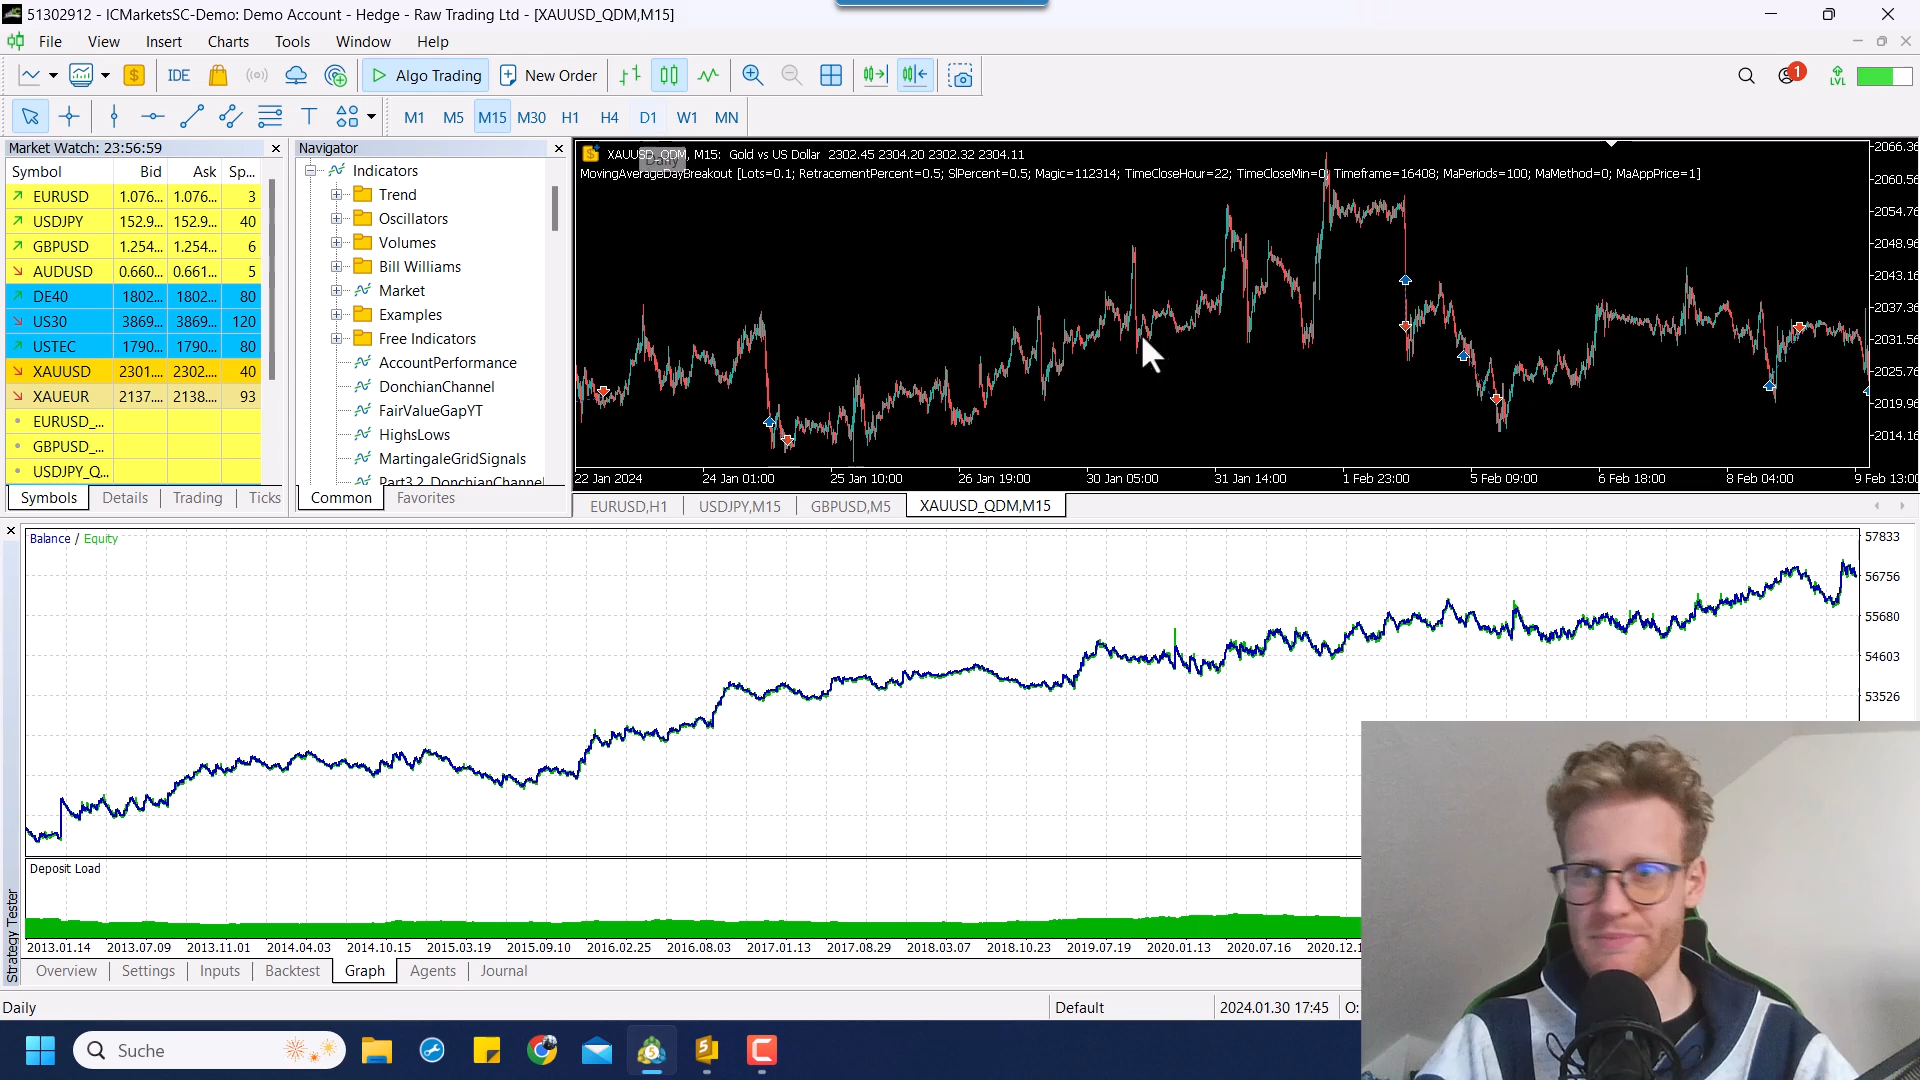 51302912 - ICMarketsSC-Demo: Demo Account - Hedge - Raw Trading Ltd - [XAUUSD_QDM,M15]
File View Insert Charts Tools Window Help
IDE Algo Trading New Order 1 LVL
M1 M5 M15 M30 H1 H4 D1 W1 MN
Market Watch: 23:56:59
Symbol Bid Ask Sp...
EURUSD 1.076... 1.076... 3
USDJPY 152.9... 152.9... 40
GBPUSD 1.254... 1.254... 6
AUDUSD 0.660... 0.661... 5
DE40 1802... 1802... 80
US30 3869... 3869... 120
USTEC 1790... 1790... 80
XAUUSD 2301.... 2302.... 40
XAUEUR 2137.... 2138.... 93
EURUSD_...
GBPUSD_...
USDJPY_Q...
Symbols Details Trading Ticks
Navigator
Indicators
Trend
Oscillators
Volumes
Bill Williams
Market
Examples
Free Indicators
AccountPerformance
DonchianChannel
FairValueGapYT
HighsLows
MartingaleGridSignals
Part3.2_DonchianChannel
Common Favorites
XAUUSD_QDM, M15: Gold vs US Dollar 2302.45 2304.20 2302.32 2304.11
MovingAverageDayBreakout [Lots=0.1; RetracementPercent=0.5; SlPercent=0.5; Magic=112314; TimeCloseHour=22; TimeCloseMin=0; Timeframe=16408; MaPeriods=100; MaMethod=0; MaAppPrice=1]
2066.36
2060.56
2054.76
2048.96
2043.16
2037.36
2031.56
2025.76
2019.96
2014.16
22 Jan 2024 24 Jan 01:00 25 Jan 10:00 26 Jan 19:00 30 Jan 05:00 31 Jan 14:00 1 Feb 23:00 5 Feb 09:00 6 Feb 18:00 8 Feb 04:00 9 Feb 13:00
EURUSD,H1 USDJPY,M15 GBPUSD,M5 XAUUSD_QDM,M15
Balance / Equity
57833
56756
55680
54603
53526
Deposit Load
2013.01.14 2013.07.09 2013.11.01 2014.04.03 2014.10.15 2015.03.19 2015.09.10 2016.02.25 2016.08.03 2017.01.13 2017.08.29 2018.03.07 2018.10.23 2019.07.19 2020.01.13 2020.07.16 2020.12.1
Strategy Tester
Overview Settings Inputs Backtest Graph Agents Journal
Daily Default 2024.01.30 17:45 O:
Suche